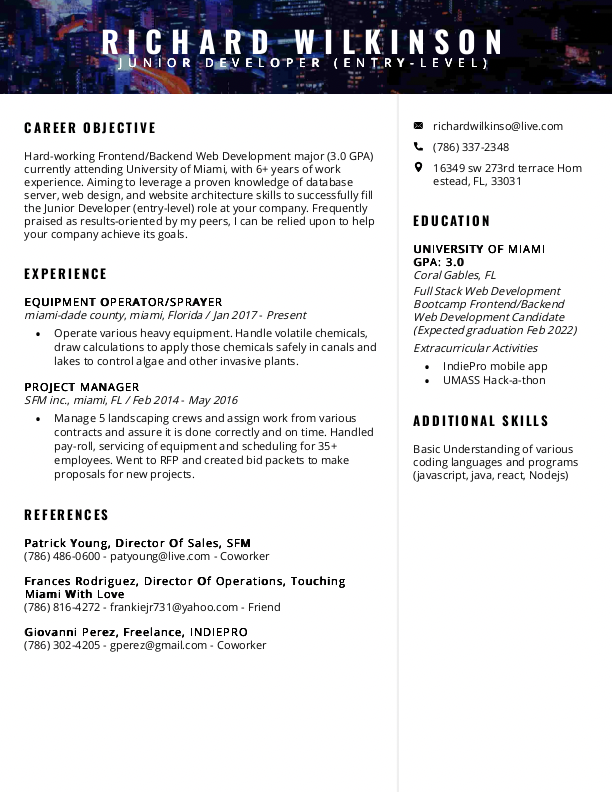 RICHARD WILKINSON
JUNIOR DEVELOPER (ENTRY-LEVEL)
CAREER OBJECTIVE
Hard-working Frontend/Backend Web Development major (3.0 GPA)
currently attending University of Miami, with 6+ years of work
experience. Aiming to leverage a proven knowledge of database
server, web design, and website architecture skills to successfully fill
the Junior Developer (entry-level) role at your company. Frequently
praised as results-oriented by my peers, I can be relied upon to help
your company achieve its goals.
EXPERIENCE
EQUIPMENT OPERATOR/SPRAYER
miami-dade county, miami, Florida / Jan 2017 - Present
• Operate various heavy equipment. Handle volatile chemicals,
draw calculations to apply those chemicals safely in canals and
lakes to control algae and other invasive plants.
PROJECT MANAGER
SFM inc., miami, FL / Feb 2014 - May 2016
• Manage 5 landscaping crews and assign work from various
contracts and assure it is done correctly and on time. Handled
pay-roll, servicing of equipment and scheduling for 35+
employees. Went to RFP and created bid packets to make
proposals for new projects.
REFERENCES
Patrick Young, Director Of Sales, SFM
(786) 486-0600 - patyoung@live.com - Coworker
Frances Rodriguez, Director Of Operations, Touching
Miami With Love
(786) 816-4272 - frankiejr731@yahoo.com - Friend
Giovanni Perez, Freelance, INDIEPRO
(786) 302-4205 - gperez@gmail.com - Coworker
richardwilkinso@live.com
(786) 337-2348
16349 sw 273rd terrace Hom
estead, FL, 33031
EDUCATION
UNIVERSITY OF MIAMI
GPA: 3.0
Coral Gables, FL
Full Stack Web Development
Bootcamp Frontend/Backend
Web Development Candidate
(Expected graduation Feb 2022)
Extracurricular Activities
• IndiePro mobile app
• UMASS Hack-a-thon
ADDITIONAL SKILLS
Basic Understanding of various
coding languages and programs
(javascript, java, react, Nodejs)